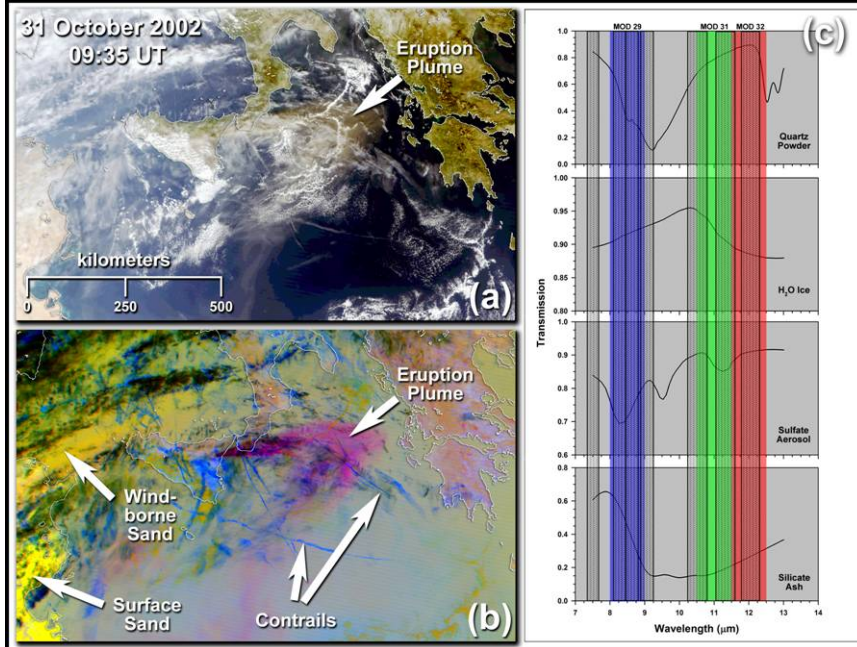 31 October 2002
09:35 UT
Eruption
Plume
kilometers
0 250 500
(a)
Eruption
Plume
Wind-
borne
Sand
Surface
Sand
Contrails
(b)
MOD 29 MOD 31 MOD 32
(c)
1.0
0.8
0.6
0.4
0.2
0.0
Quartz
Powder
1.00
0.95
0.90
0.85
0.80
H2O Ice
Transmission
1.0
0.9
0.8
0.7
0.6
Sulfate
Aerosol
0.8
0.6
0.4
0.2
0.0
Silicate
Ash
7 8 9 10 11 12 13 14
Wavelength (μm)